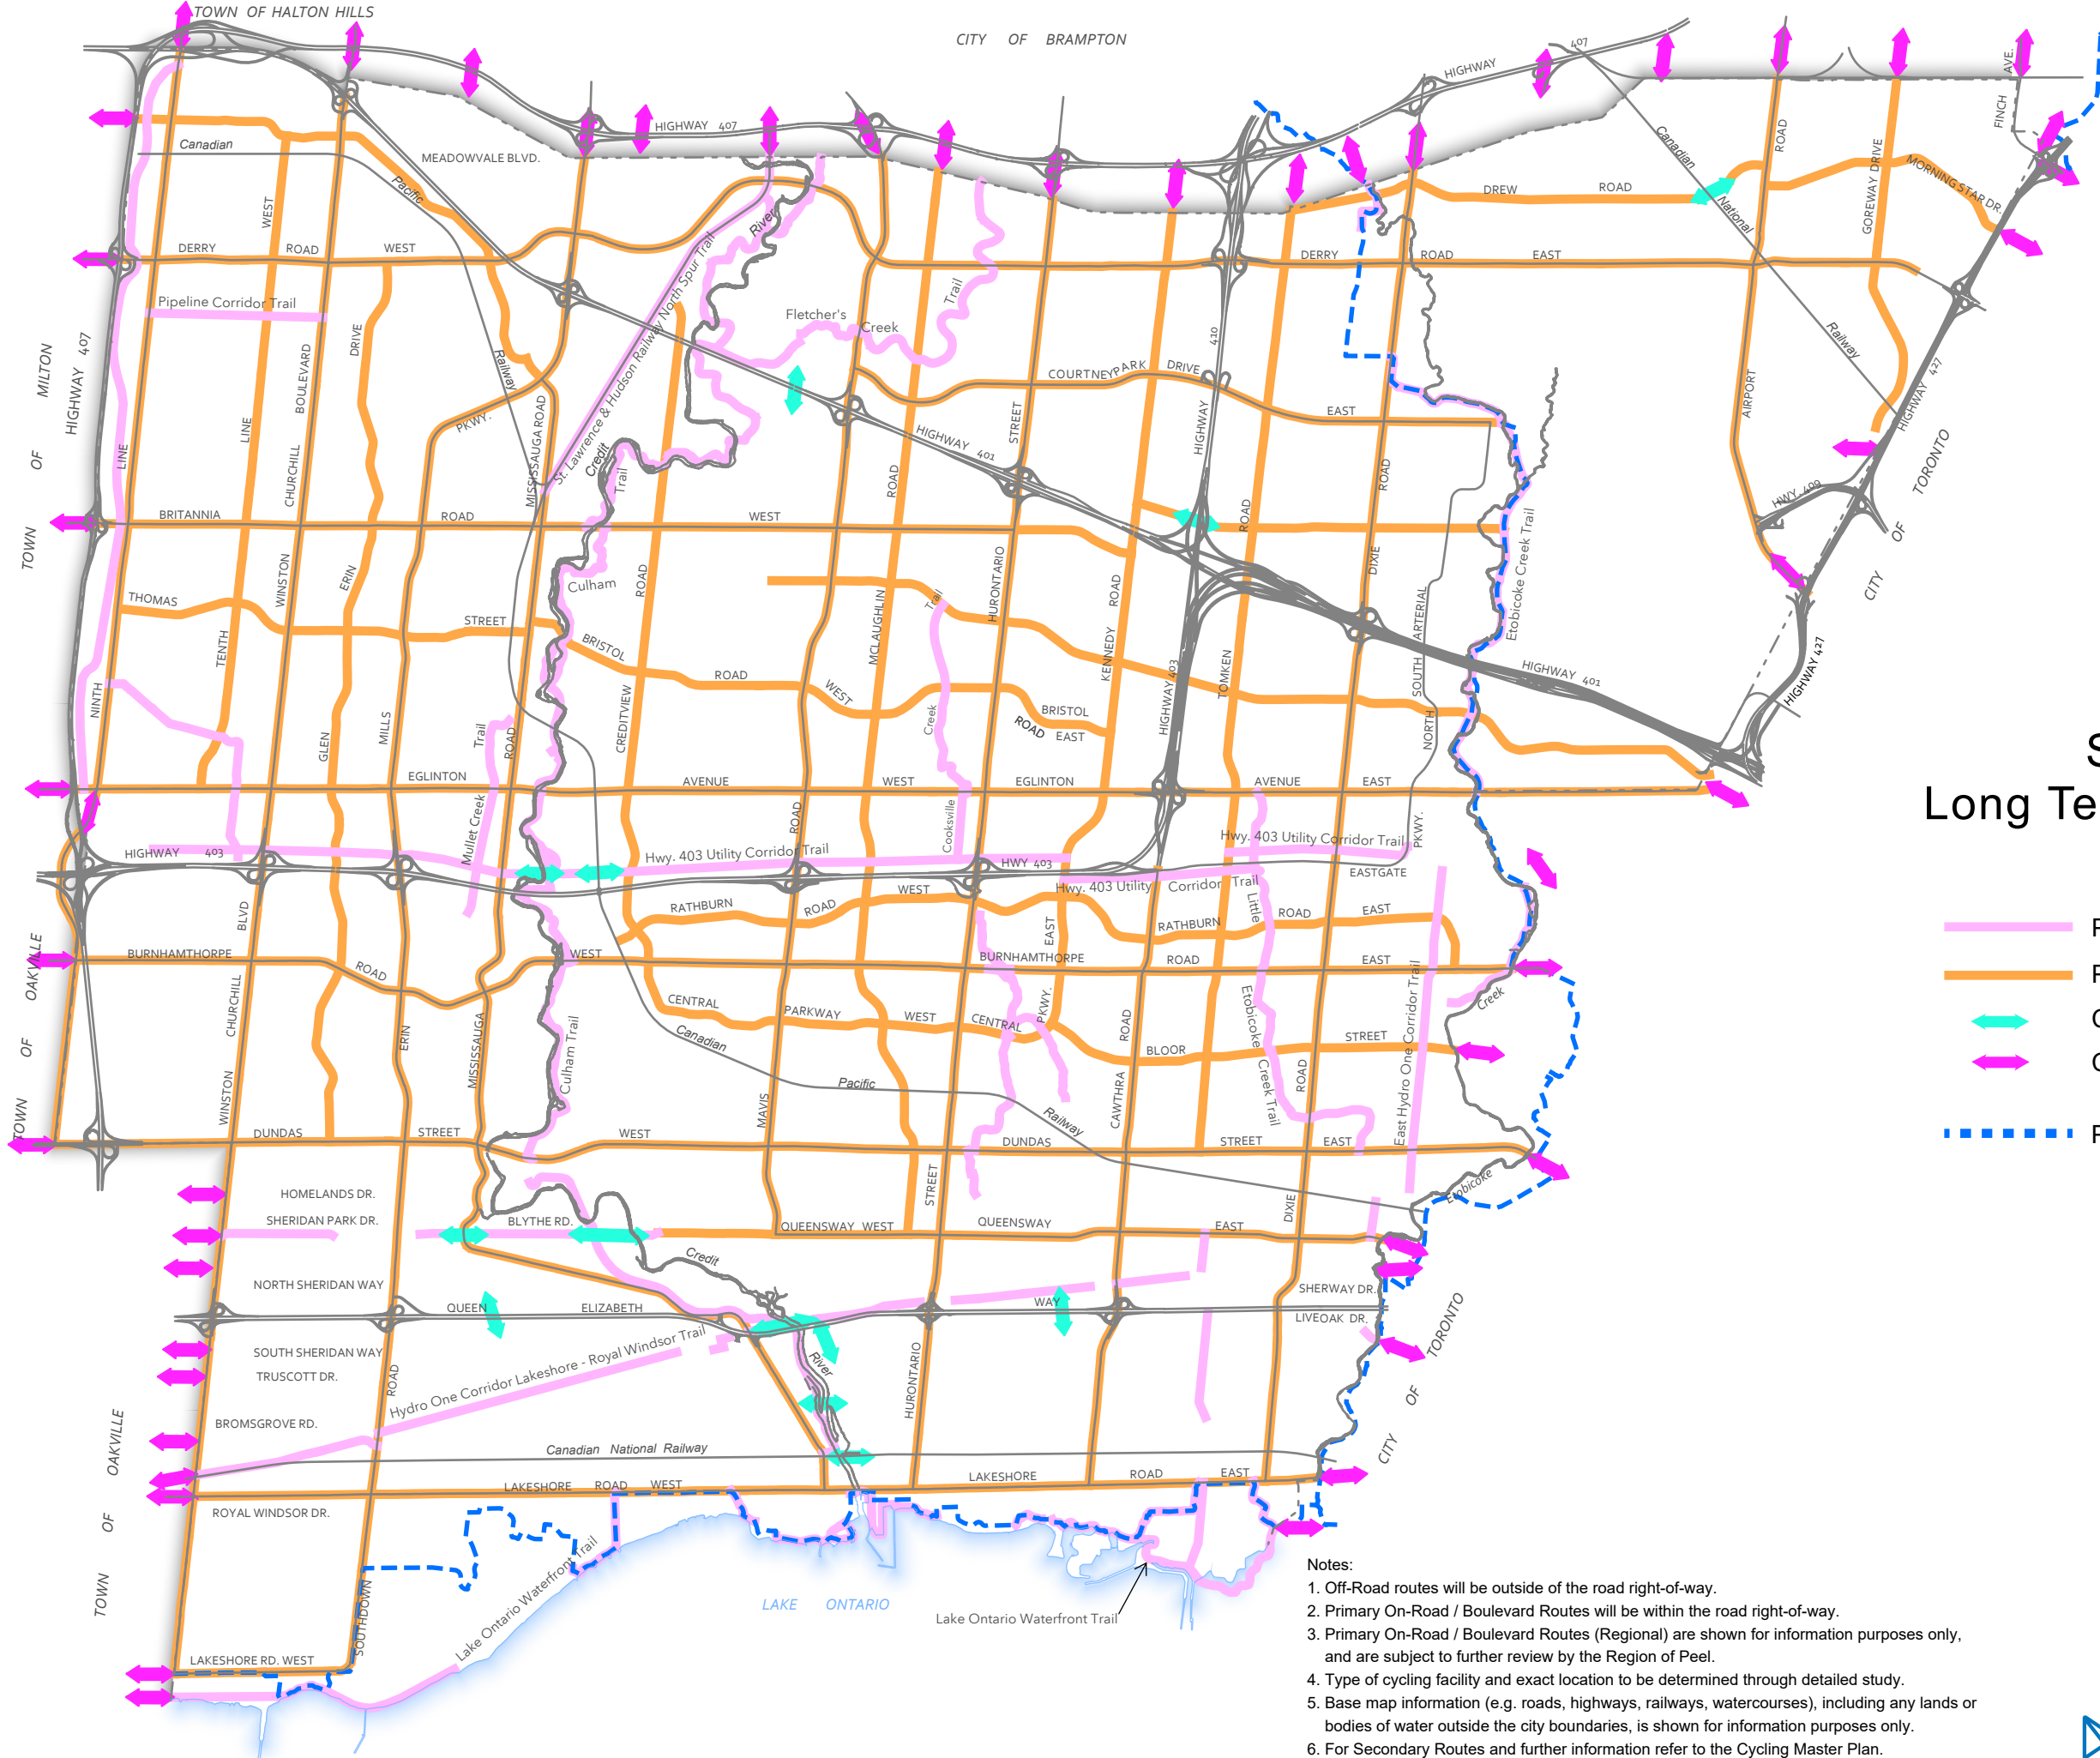 TOWN OF HALTON HILLS
CITY OF BRAMPTON
HIGHWAY 407
FINCH AVE.
HIGHWAY 407
Canadian
MEADOWVALE BLVD.
Pacific
WEST
DREW ROAD
Canadian
National
ROAD
GOREWAY DRIVE
MORNING STAR DR.
DERRY ROAD WEST
River
DERRY ROAD EAST
St. Lawrence & Hudson Railway North Spur Trail
Pipeline Corridor Trail
Fletcher's
Creek
Trail
410
Railway
TOWN OF MILTON
HIGHWAY 407
DRIVE
Railway
BOULEVARD
COURTNEYPARK DRIVE
EAST
AIRPORT
HIGHWAY 427
LINE
LINE
CHURCHILL
PKWY.
MISSISSAUGA ROAD
Credit
Trail
HIGHWAY 401
STREET
HIGHWAY
ROAD
ROAD
HWY. 409
CITY OF TORONTO
BRITANNIA ROAD WEST
ROAD
Etobicoke Creek Trail
WINSTON
ERIN
Culham
ROAD
HURONTARIO
ROAD
DIXIE
THOMAS STREET
TENTH
BRISTOL ROAD WEST
MCLAUGHLIN
Trail
KENNEDY
TOMKEN
SOUTH ARTERIAL
HIGHWAY 401
HIGHWAY 427
NINTH
GLEN
MILLS
Trail
ROAD
CREDITVIEW
Creek
BRISTOL
ROAD EAST
HIGHWAY 403
NORTH
EGLINTON AVENUE WEST EGLINTON AVENUE EAST
S
Long Te
Mullet Creek
ROAD
Cooksville
PKWY.
HIGHWAY 403
Hwy. 403 Utility Corridor Trail
HWY 403
Hwy. 403 Utility Corridor Trail
Hwy. 403 Utility Corridor Trail
EASTGATE
RATHBURN ROAD WEST
RATHBURN ROAD EAST
Little
BLVD
EAST
BURNHAMTHORPE ROAD WEST
BURNHAMTHORPE ROAD EAST
TOWN OF OAKVILLE
CHURCHILL
CENTRAL PARKWAY WEST
CENTRAL
PKWY.
Etobicoke Creek Trail
East Hydro One Corridor Trail
Creek
ERIN
MISSISSAUGA
Culham Trail
Canadian Pacific Railway
ROAD
BLOOR STREET
ROAD
WINSTON
MAVIS
CAWTHRA
DUNDAS STREET WEST
DUNDAS STREET EAST
HOMELANDS DR.
SHERIDAN PARK DR.
BLYTHE RD.
STREET
DIXIE
Etobicoke
QUEENSWAY WEST
QUEENSWAY EAST
Credit
NORTH SHERIDAN WAY
SHERWAY DR.
QUEEN ELIZABETH WAY
LIVEOAK DR.
SOUTH SHERIDAN WAY
TRUSCOTT DR.
ROAD
River
HURONTARIO
Hydro One Corridor Lakeshore - Royal Windsor Trail
BROMSGROVE RD.
CITY OF TORONTO
Canadian National Railway
LAKESHORE ROAD WEST
LAKESHORE ROAD EAST
ROYAL WINDSOR DR.
TOWN OF OAKVILLE
SOUTHDOWN
Lake Ontario Waterfront Trail
LAKE ONTARIO
Lake Ontario Waterfront Trail
LAKESHORE RD. WEST
Notes:
1. Off-Road routes will be outside of the road right-of-way.
2. Primary On-Road / Boulevard Routes will be within the road right-of-way.
3. Primary On-Road / Boulevard Routes (Regional) are shown for information purposes only,
and are subject to further review by the Region of Peel.
4. Type of cycling facility and exact location to be determined through detailed study.
5. Base map information (e.g. roads, highways, railways, watercourses), including any lands or
bodies of water outside the city boundaries, is shown for information purposes only.
6. For Secondary Routes and further information refer to the Cycling Master Plan.